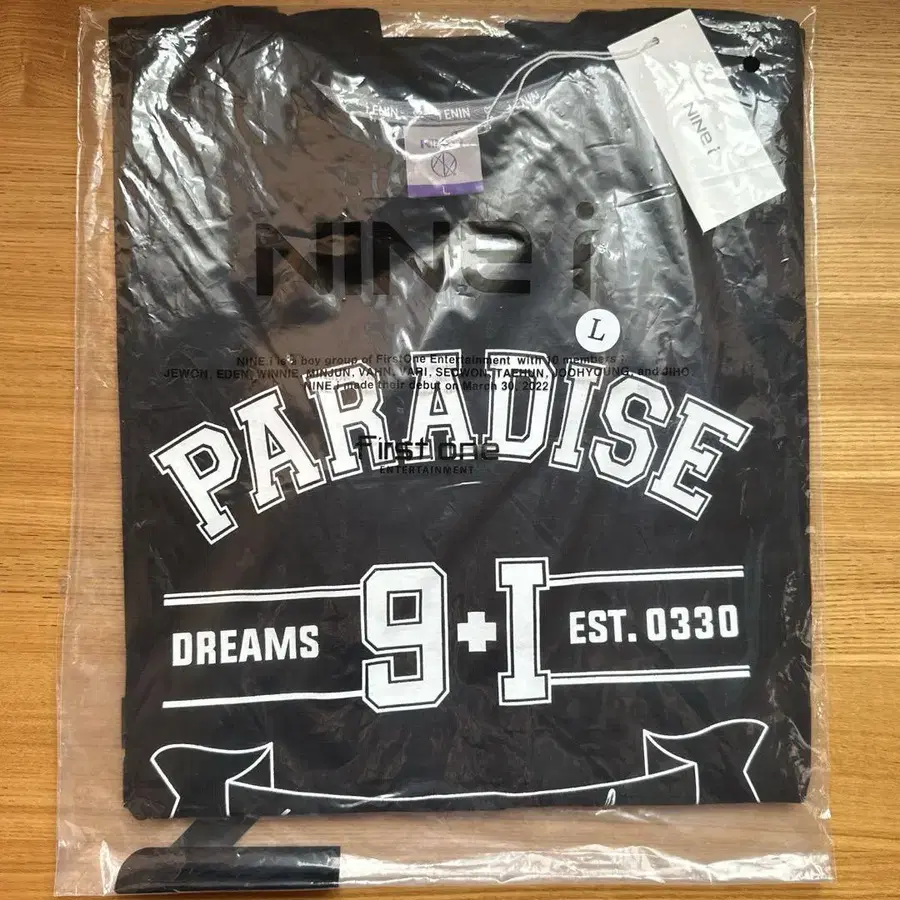 TENIN
NINE i
L
NINE i
NINE i
L
NINE i is a boy group of FirstOne Entertainment with 10 members :
JEWON, EDEN, WINNIE, MINJUN, VAHN, VARI, SEOWON, TAEHUN, JOOHYOUNG, and JIHO.
NINE i made their debut on March 30, 2022
PARADISE
First one
ENTERTAINMENT
DREAMS 9+I EST. 0330